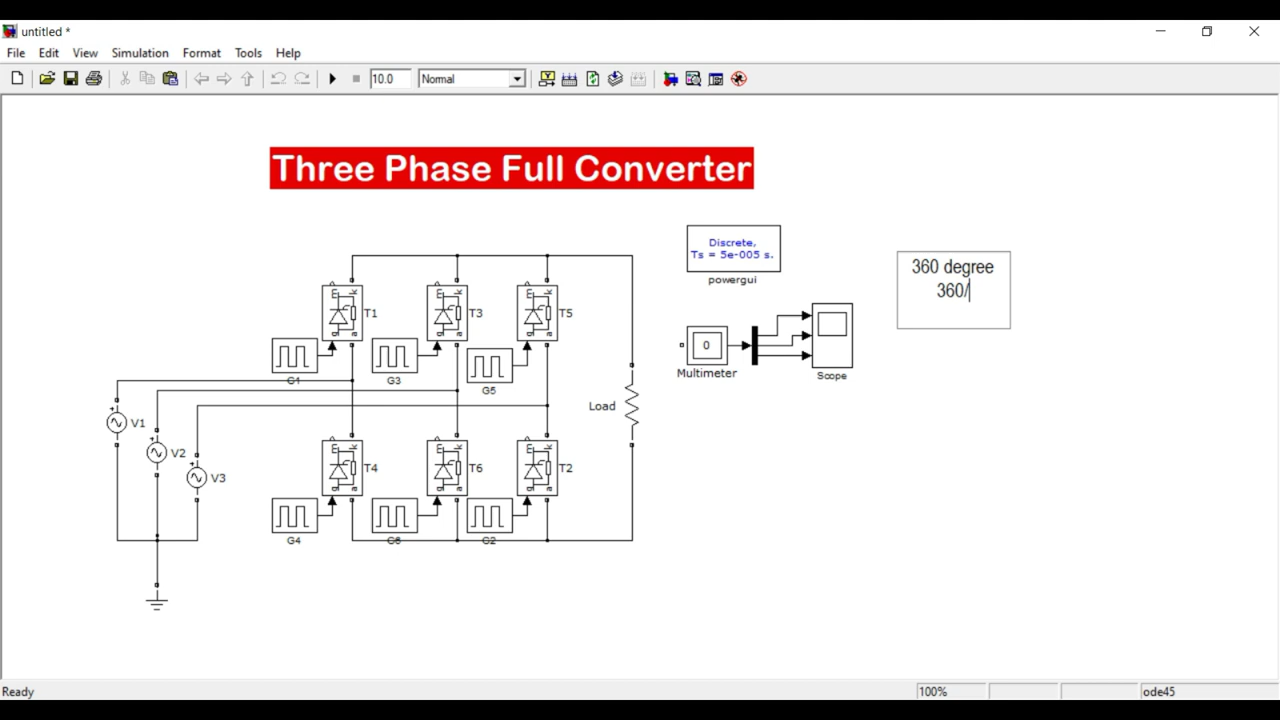 untitled *
File Edit View Simulation Format Tools Help
10.0 Normal
Three Phase Full Converter
Discrete,
Ts = 5e-005 s.
powergui
360 degree
360/
T1 T3 T5
G1 G3 G5
0
Multimeter
Scope
Load
V1
V2
V3
T4 T6 T2
G4 G6 G2
Ready 100% ode45